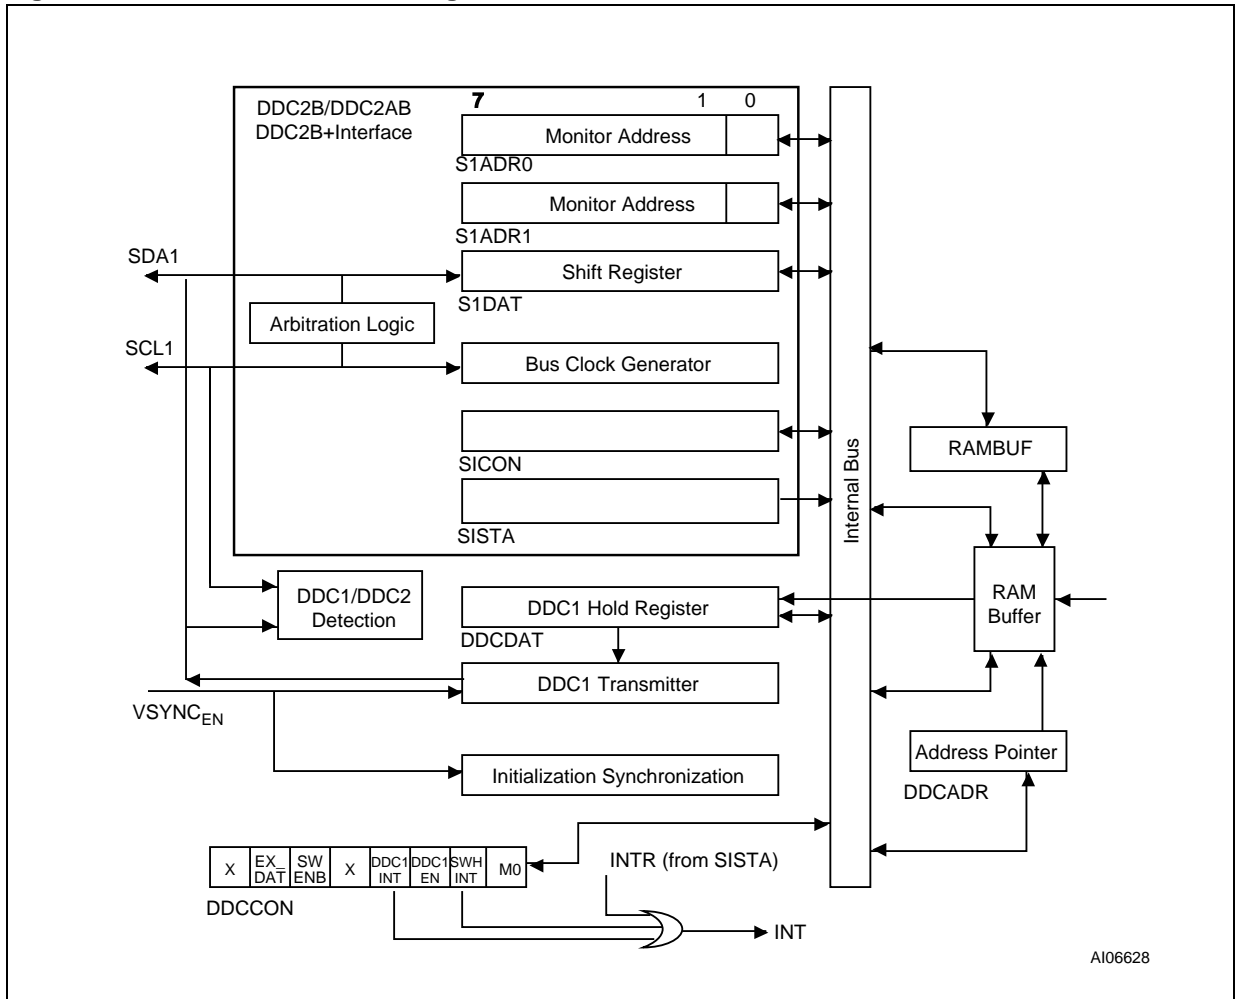 DDC2B/DDC2AB
DDC2B+Interface
7 1 0
Monitor Address
S1ADR0
Monitor Address
S1ADR1
SDA1
Shift Register
S1DAT
Arbitration Logic
SCL1
Bus Clock Generator
SICON
SISTA
Internal Bus
RAMBUF
RAM
Buffer
DDC1/DDC2
Detection
DDC1 Hold Register
DDCDAT
DDC1 Transmitter
VSYNCEN
Initialization Synchronization
Address Pointer
DDCADR
X
EX_
DAT
SW
ENB
X
DDC1
INT
DDC1
EN
SWH
INT
M0
DDCCON
INTR (from SISTA)
INT
AI06628